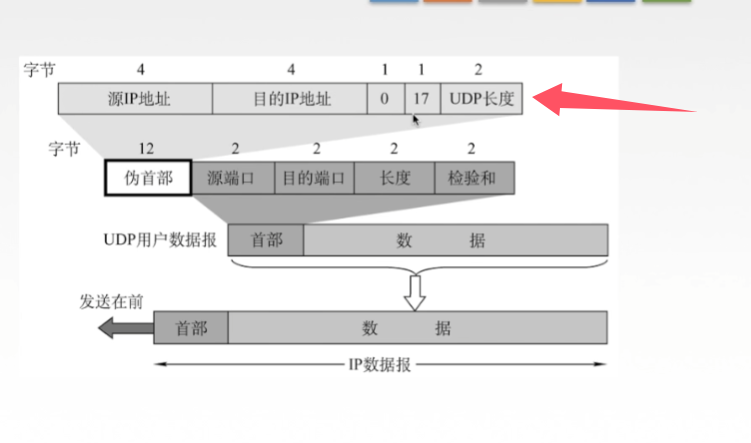 字节 4 4 1 1 2
源IP地址 目的IP地址 0 17 UDP长度
字节 12 2 2 2 2
伪首部 源端口 目的端口 长度 检验和
UDP用户数据报 首部 数 据
发送在前
首部 数 据
IP数据报